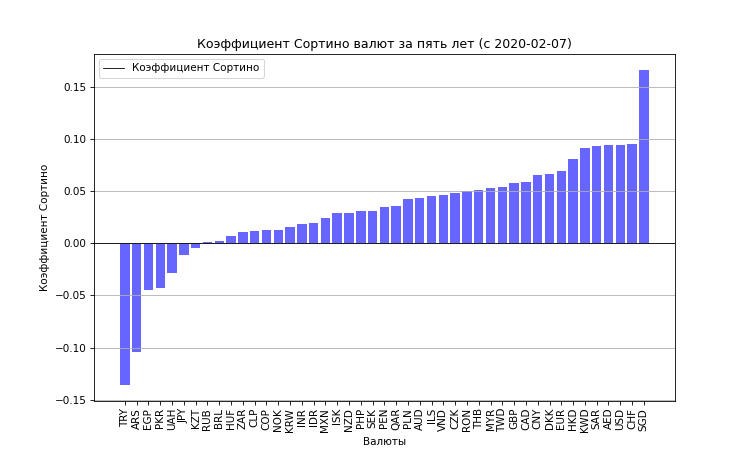 Коэффициент Сортино валют за пять лет (с 2020-02-07)
Коэффициент Сортино
0.15
0.10
0.05
0.00
−0.05
−0.10
−0.15
Коэффициент Сортино
TRY ARS EGP PKR UAH JPY KZT RUB BRL HUF ZAR CLP COP NOK KRW INR IDR MXN ISK NZD PHP SEK PEN QAR PLN AUD ILS VND CZK RON THB MYR TWD GBP CAD CNY DKK EUR HKD KWD SAR AED USD CHF SGD
Валюты